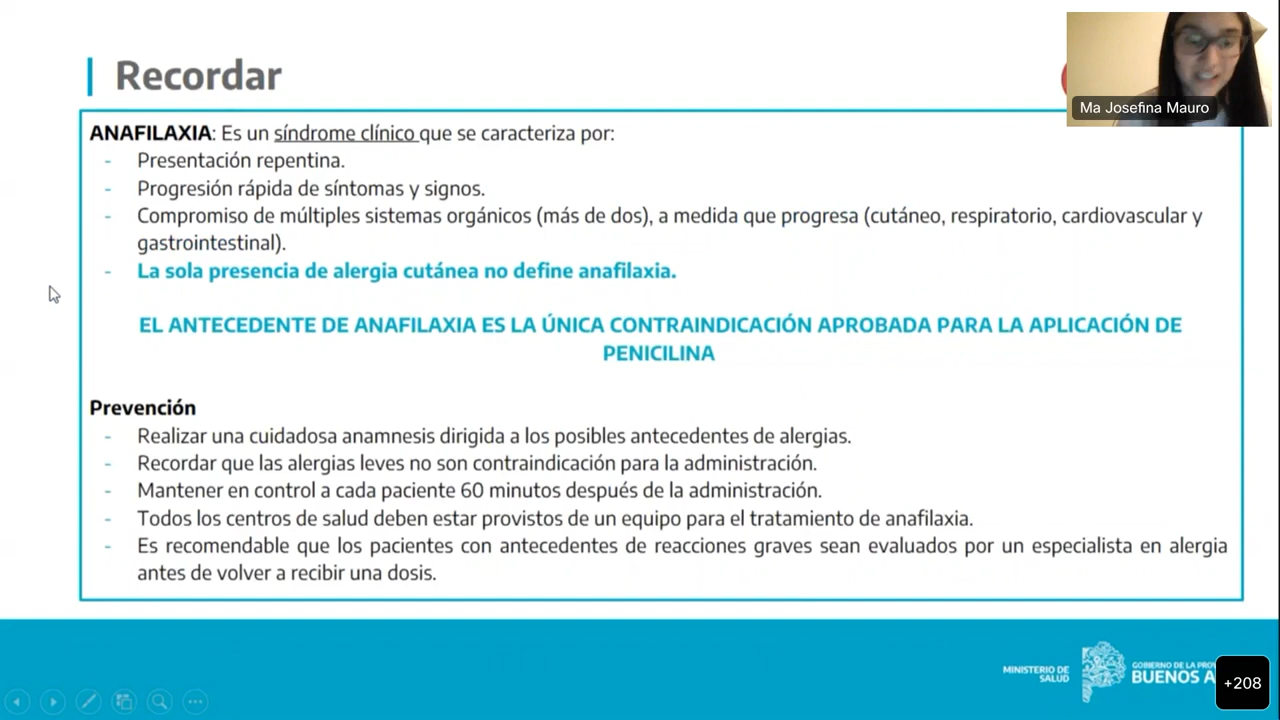 Recordar
Ma Josefina Mauro
ANAFILAXIA: Es un síndrome clínico que se caracteriza por:
- Presentación repentina.
- Progresión rápida de síntomas y signos.
- Compromiso de múltiples sistemas orgánicos (más de dos), a medida que progresa (cutáneo, respiratorio, cardiovascular y
gastrointestinal).
- La sola presencia de alergia cutánea no define anafilaxia.
EL ANTECEDENTE DE ANAFILAXIA ES LA ÚNICA CONTRAINDICACIÓN APROBADA PARA LA APLICACIÓN DE
PENICILINA
Prevención
- Realizar una cuidadosa anamnesis dirigida a los posibles antecedentes de alergias.
- Recordar que las alergias leves no son contraindicación para la administración.
- Mantener en control a cada paciente 60 minutos después de la administración.
- Todos los centros de salud deben estar provistos de un equipo para el tratamiento de anafilaxia.
- Es recomendable que los pacientes con antecedentes de reacciones graves sean evaluados por un especialista en alergia
antes de volver a recibir una dosis.
MINISTERIO DE
SALUD
GOBIERNO DE LA
BUENOS
+208